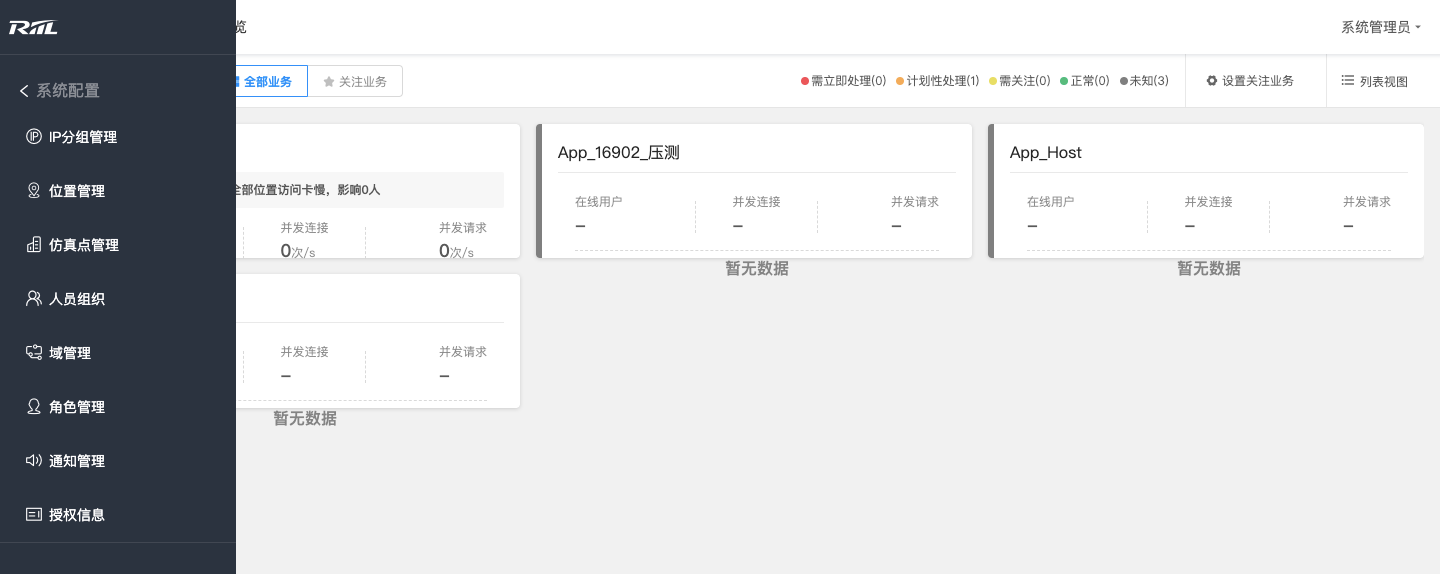 RIIL
览
系统管理员
系统配置
全部业务
关注业务
需立即处理(0)
计划性处理(1)
需关注(0)
正常(0)
未知(3)
设置关注业务
列表视图
IP分组管理
位置管理
仿真点管理
人员组织
域管理
角色管理
通知管理
授权信息
全部位置访问卡慢，影响0人
并发连接
并发请求
0次/s
0次/s
App_16902_压测
在线用户
并发连接
并发请求
–
–
–
暂无数据
App_Host
在线用户
并发连接
并发请求
–
–
–
暂无数据
并发连接
并发请求
–
–
暂无数据